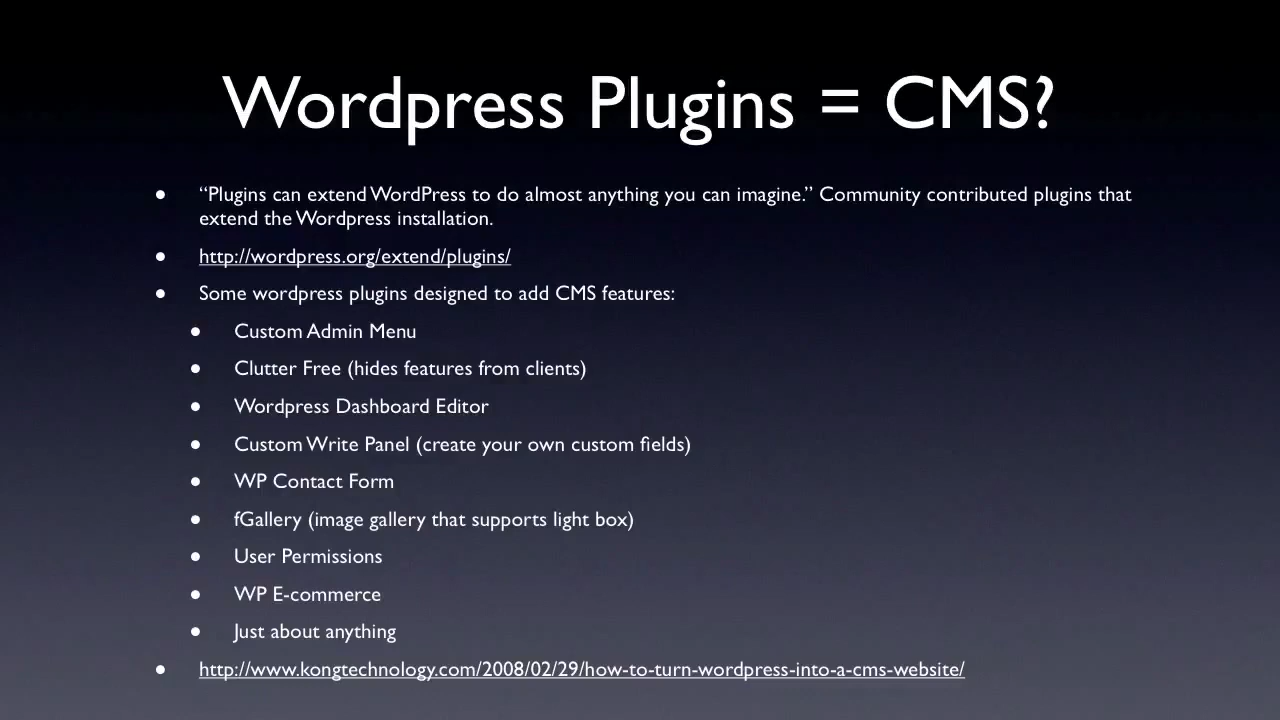 Wordpress Plugins = CMS?
• “Plugins can extend WordPress to do almost anything you can imagine.” Community contributed plugins that
extend the Wordpress installation.
• http://wordpress.org/extend/plugins/
• Some wordpress plugins designed to add CMS features:
• Custom Admin Menu
• Clutter Free (hides features from clients)
• Wordpress Dashboard Editor
• Custom Write Panel (create your own custom fields)
• WP Contact Form
• fGallery (image gallery that supports light box)
• User Permissions
• WP E-commerce
• Just about anything
• http://www.kongtechnology.com/2008/02/29/how-to-turn-wordpress-into-a-cms-website/